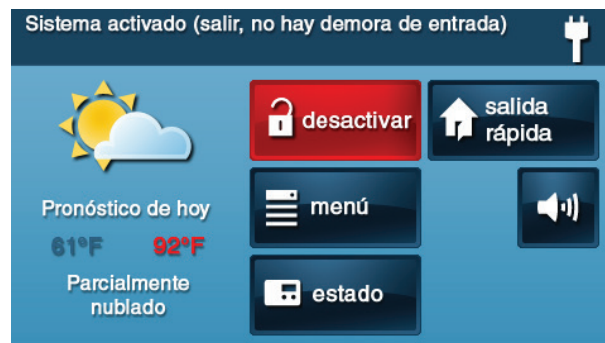 Sistema activado (salir, no hay demora de entrada)
desactivar
salida
rápida
Pronóstico de hoy
menú
61°F 92°F
Parcialmente
nublado
estado